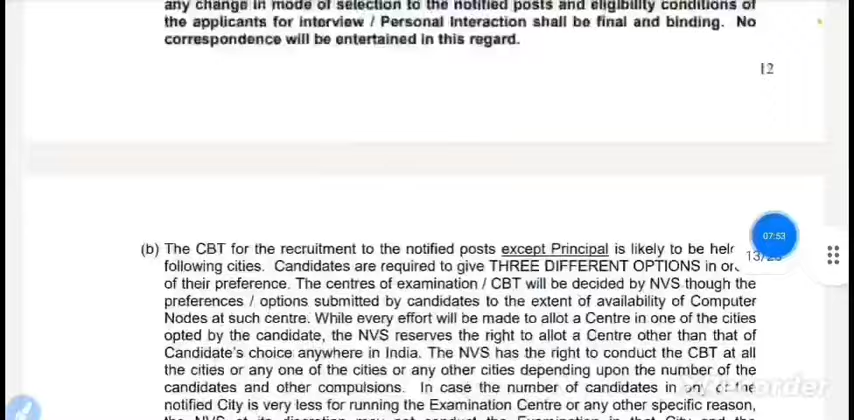 any change in mode of selection to the notified posts and eligibility conditions of
the applicants for interview / Personal Interaction shall be final and binding. No
correspondence will be entertained in this regard.
12
(b) The CBT for the recruitment to the notified posts except Principal is likely to be held
following cities. Candidates are required to give THREE DIFFERENT OPTIONS in
of their preference. The centres of examination / CBT will be decided by NVS though the
preferences / options submitted by candidates to the extent of availability of Computer
Nodes at such centre. While every effort will be made to allot a Centre in one of the cities
opted by the candidate, the NVS reserves the right to allot a Centre other than that of
Candidate's choice anywhere in India. The NVS has the right to conduct the CBT at all
the cities or any one of the cities or any other cities depending upon the number of the
candidates and other compulsions. In case the number of candidates in any of the
notified City is very less for running the Examination Centre or any other specific reason,
07:53